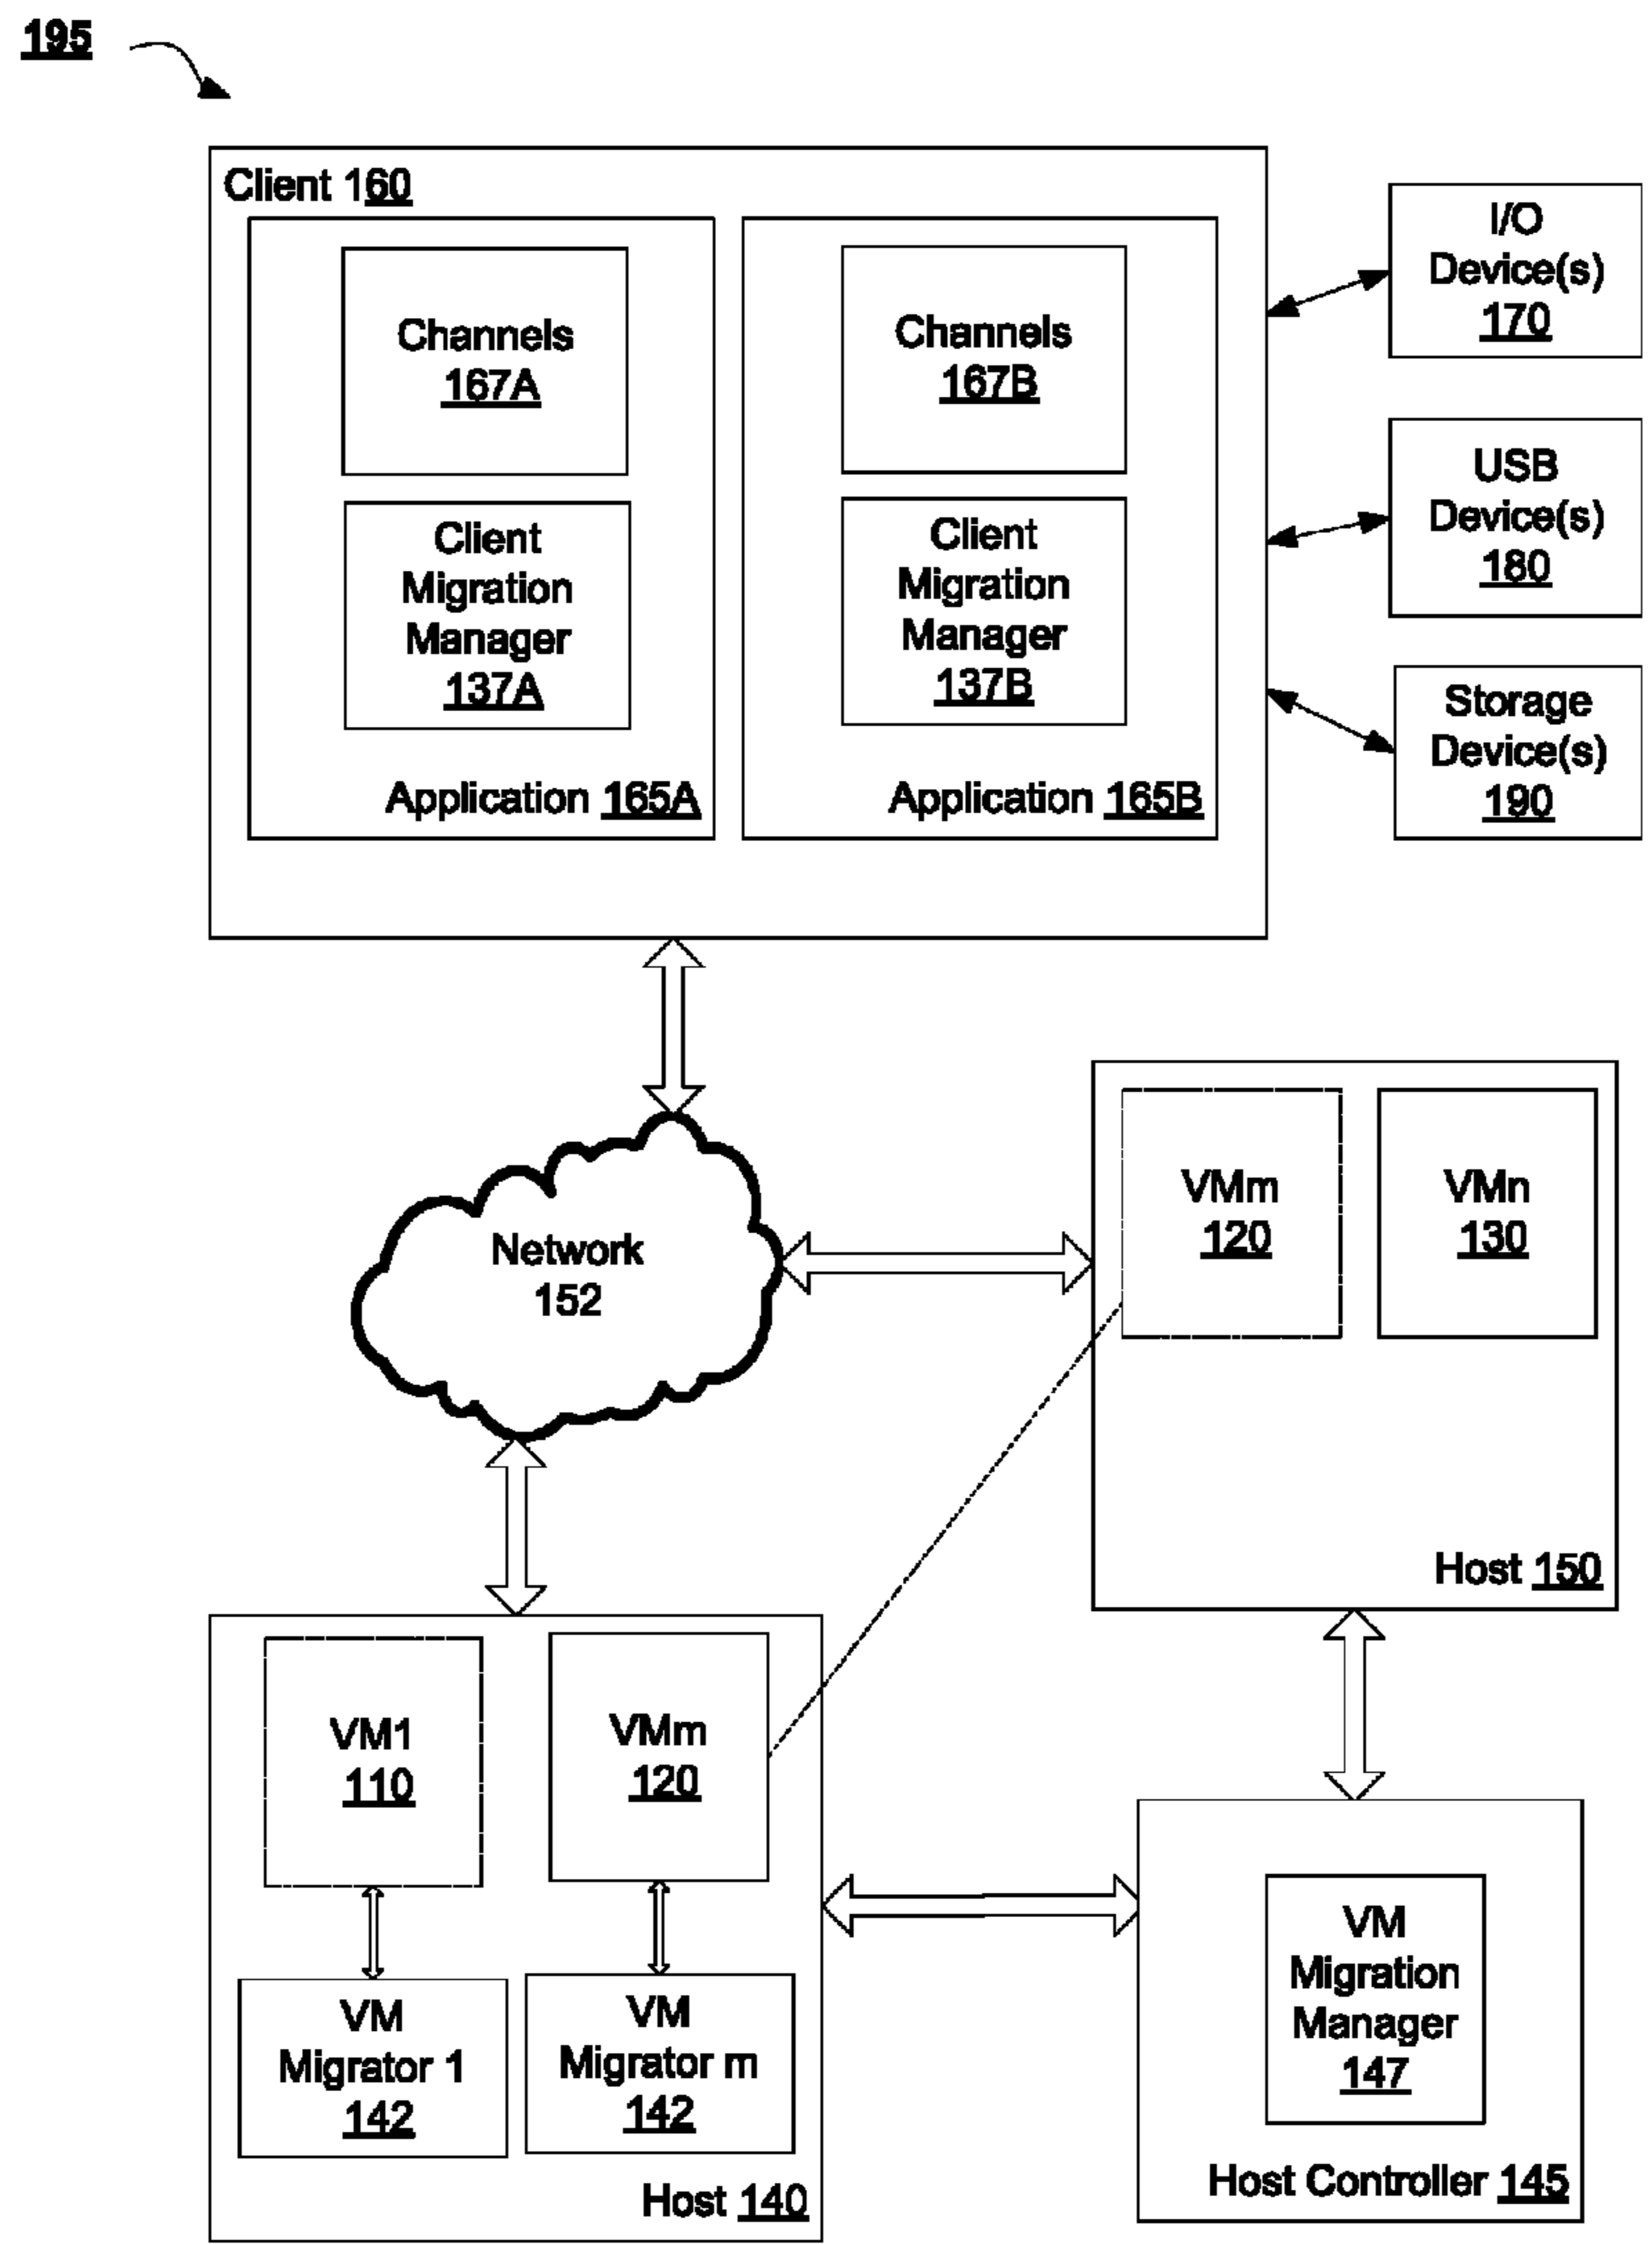 195
Client 160
Channels
167A
Client
Migration
Manager
137A
Application 165A
Channels
167B
Client
Migration
Manager
137B
Application 165B
I/O
Device(s)
170
USB
Device(s)
180
Storage
Device(s)
190
Network
152
VMm
120
VMn
130
Host 150
VM1
110
VMm
120
VM
Migrator 1
142
VM
Migrator m
142
Host 140
VM
Migration
Manager
147
Host Controller 145